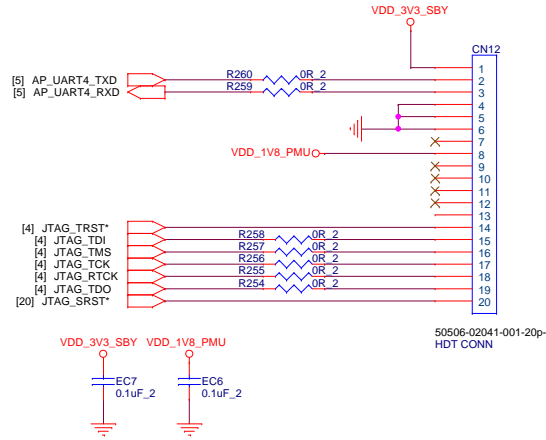 VDD_3V3_SBY
CN12
1
[5] AP_UART4_TXD R260 0R_2 2
[5] AP_UART4_RXD R259 0R_2 3
4
5
6
7
VDD_1V8_PMU 8
9
10
11
12
13
[4] JTAG_TRST* 14
[4] JTAG_TDI R258 0R_2 15
[4] JTAG_TMS R257 0R_2 16
[4] JTAG_TCK R256 0R_2 17
[4] JTAG_RTCK R255 0R_2 18
[4] JTAG_TDO R254 0R_2 19
[20] JTAG_SRST* 20
50506-02041-001-20p-
HDT CONN
VDD_3V3_SBY VDD_1V8_PMU
EC7 EC6
0.1uF_2 0.1uF_2